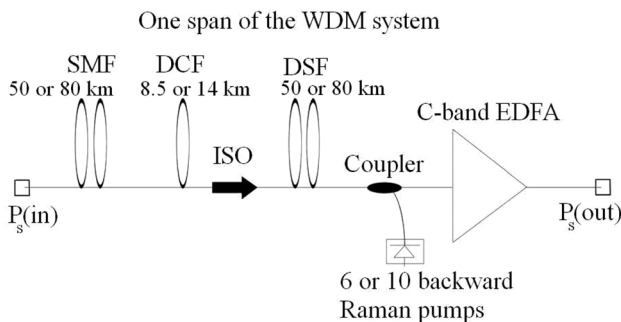 One span of the WDM system
SMF
50 or 80 km
DCF
8.5 or 14 km
DSF
50 or 80 km
C-band EDFA
ISO
Coupler
Ps(in)
Ps(out)
6 or 10 backward
Raman pumps